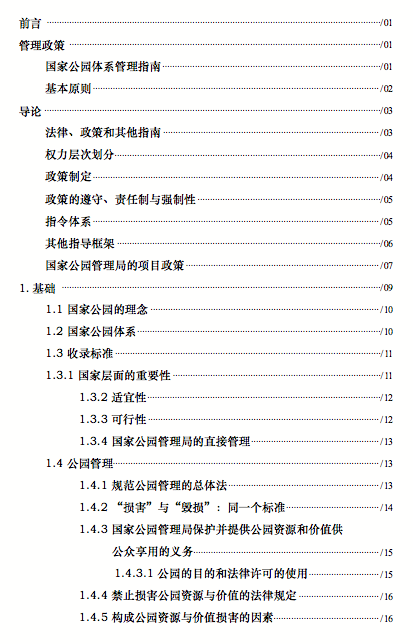 前言 /01
管理政策 /01
国家公园体系管理指南 /01
基本原则 /02
导论 /03
法律、政策和其他指南 /03
权力层次划分 /04
政策制定 /04
政策的遵守、责任制与强制性 /05
指令体系 /05
其他指导框架 /06
国家公园管理局的项目政策 /07
1. 基础 /09
1.1 国家公园的理念 /10
1.2 国家公园体系 /10
1.3 收录标准 /11
1.3.1 国家层面的重要性 /11
1.3.2 适宜性 /12
1.3.3 可行性 /12
1.3.4 国家公园管理局的直接管理 /13
1.4 公园管理 /13
1.4.1 规范公园管理的总体法 /13
1.4.2 “损害”与“毁损”：同一个标准 /14
1.4.3 国家公园管理局保护并提供公园资源和价值供
公众享用的义务 /15
1.4.3.1 公园的目的和法律许可的使用 /15
1.4.4 禁止损害公园资源与价值的法律规定 /16
1.4.5 构成公园资源与价值损害的因素 /16